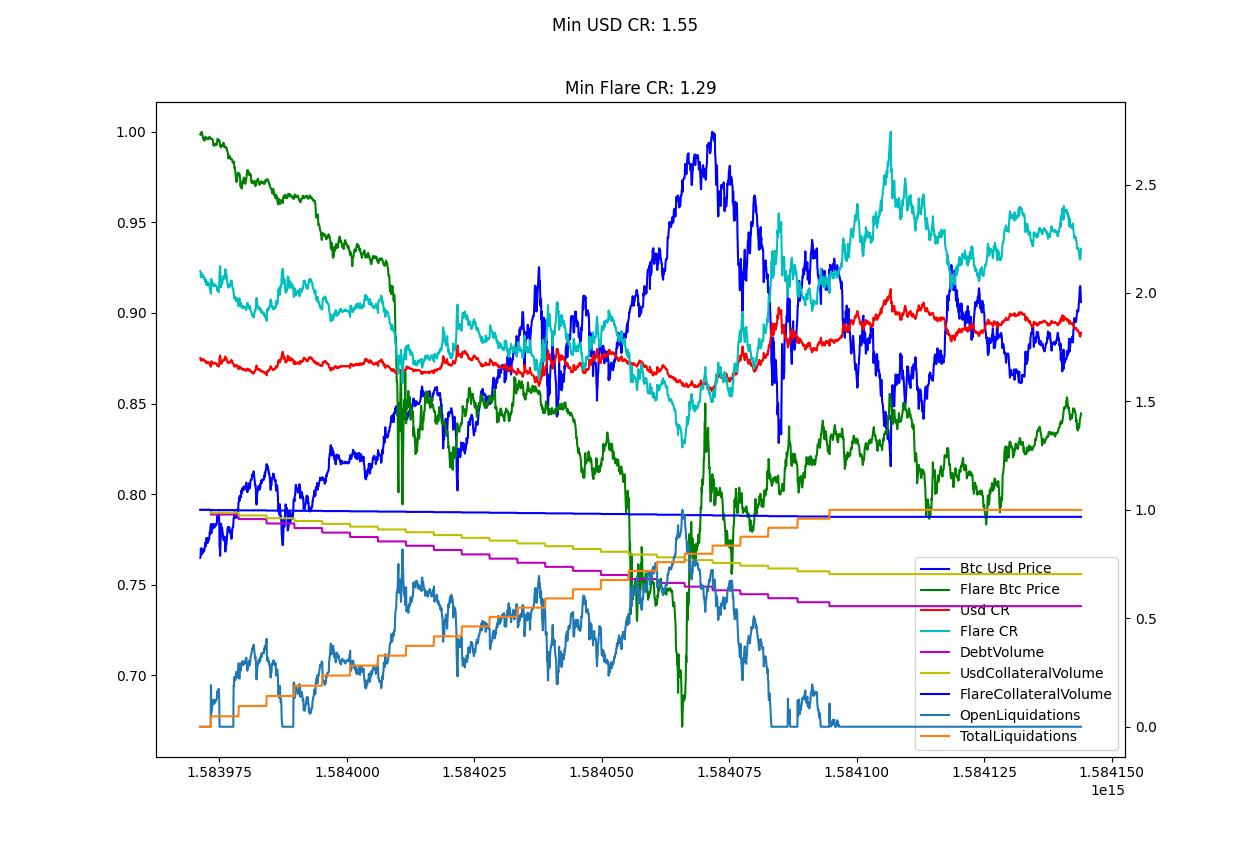 Min USD CR: 1.55
Min Flare CR: 1.29
1.00
0.95
0.90
0.85
0.80
0.75
0.70
2.5
2.0
1.5
1.0
0.5
0.0
Btc Usd Price
Flare Btc Price
Usd CR
Flare CR
DebtVolume
UsdCollateralVolume
FlareCollateralVolume
OpenLiquidations
TotalLiquidations
1.583975 1.584000 1.584025 1.584050 1.584075 1.584100 1.584125 1.584150
1e15